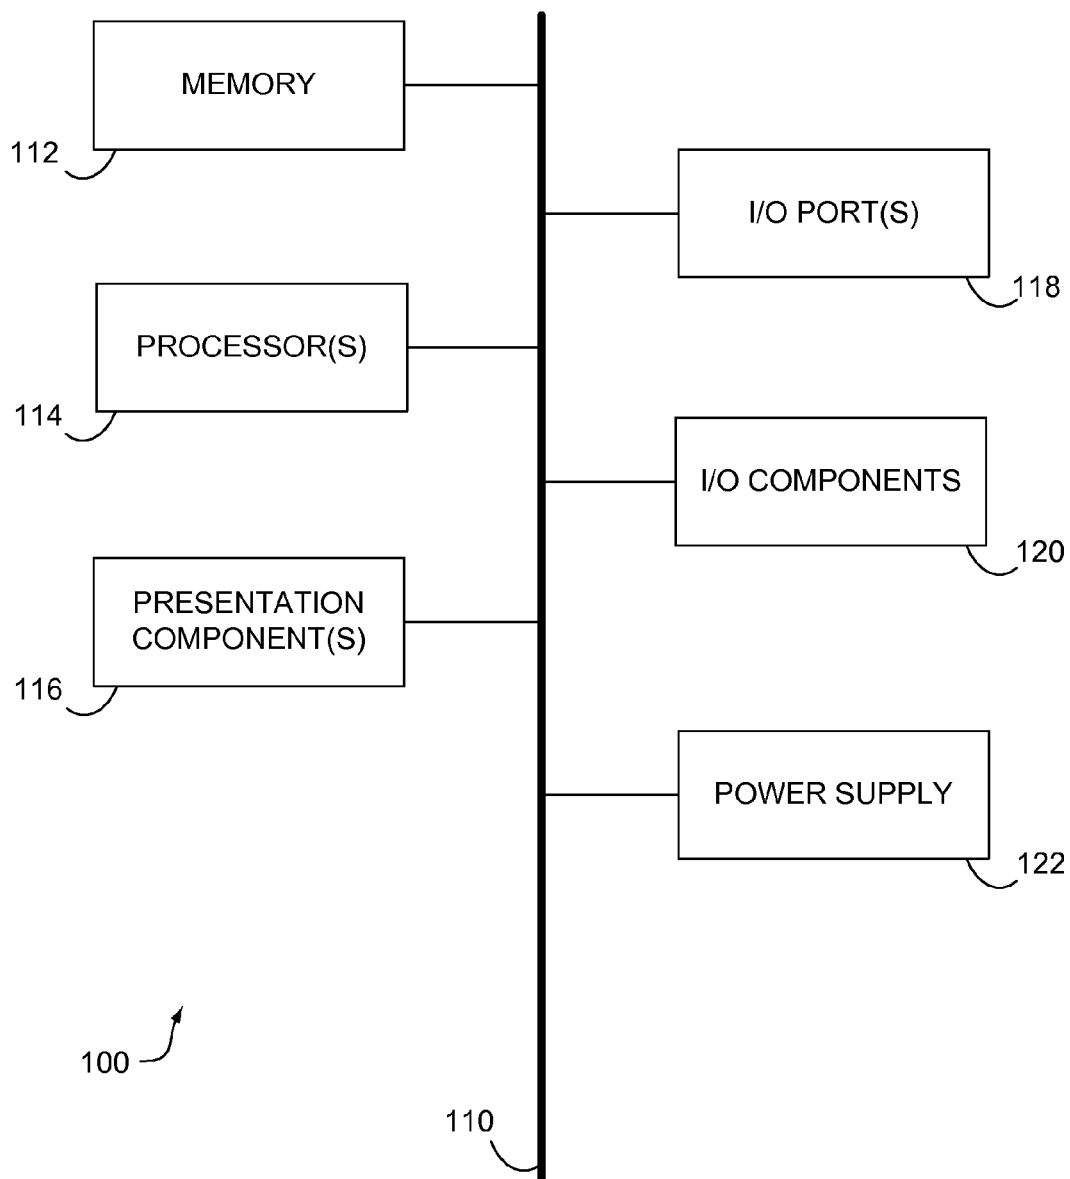 MEMORY
112
I/O PORT(S)
118
PROCESSOR(S)
114
I/O COMPONENTS
120
PRESENTATION
COMPONENT(S)
116
POWER SUPPLY
122
100
110